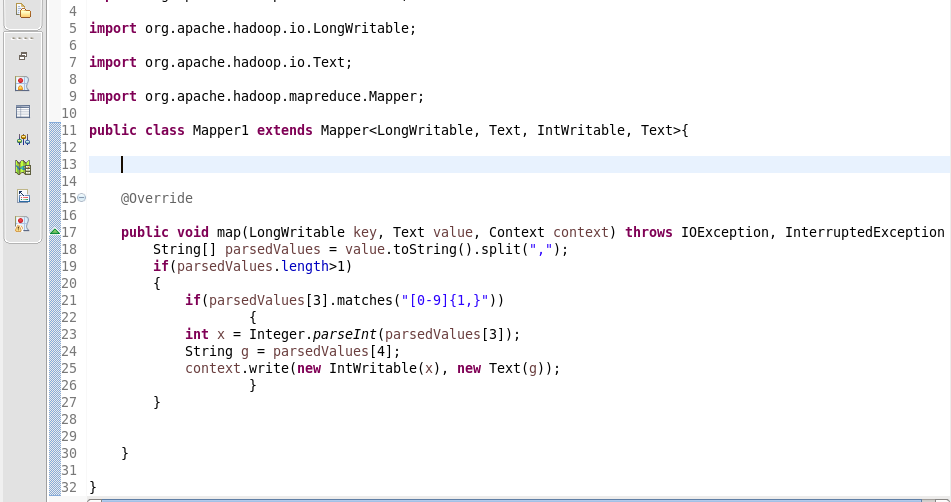 4
5 import org.apache.hadoop.io.LongWritable;
6
7 import org.apache.hadoop.io.Text;
8
9 import org.apache.hadoop.mapreduce.Mapper;
10
11 public class Mapper1 extends Mapper<LongWritable, Text, IntWritable, Text>{
12
13
14
15 @Override
16
17 public void map(LongWritable key, Text value, Context context) throws IOException, InterruptedException
18 String[] parsedValues = value.toString().split(",");
19 if(parsedValues.length>1)
20 {
21 if(parsedValues[3].matches("[0-9]{1,}"))
22 {
23 int x = Integer.parseInt(parsedValues[3]);
24 String g = parsedValues[4];
25 context.write(new IntWritable(x), new Text(g));
26 }
27 }
28
29
30 }
31
32 }